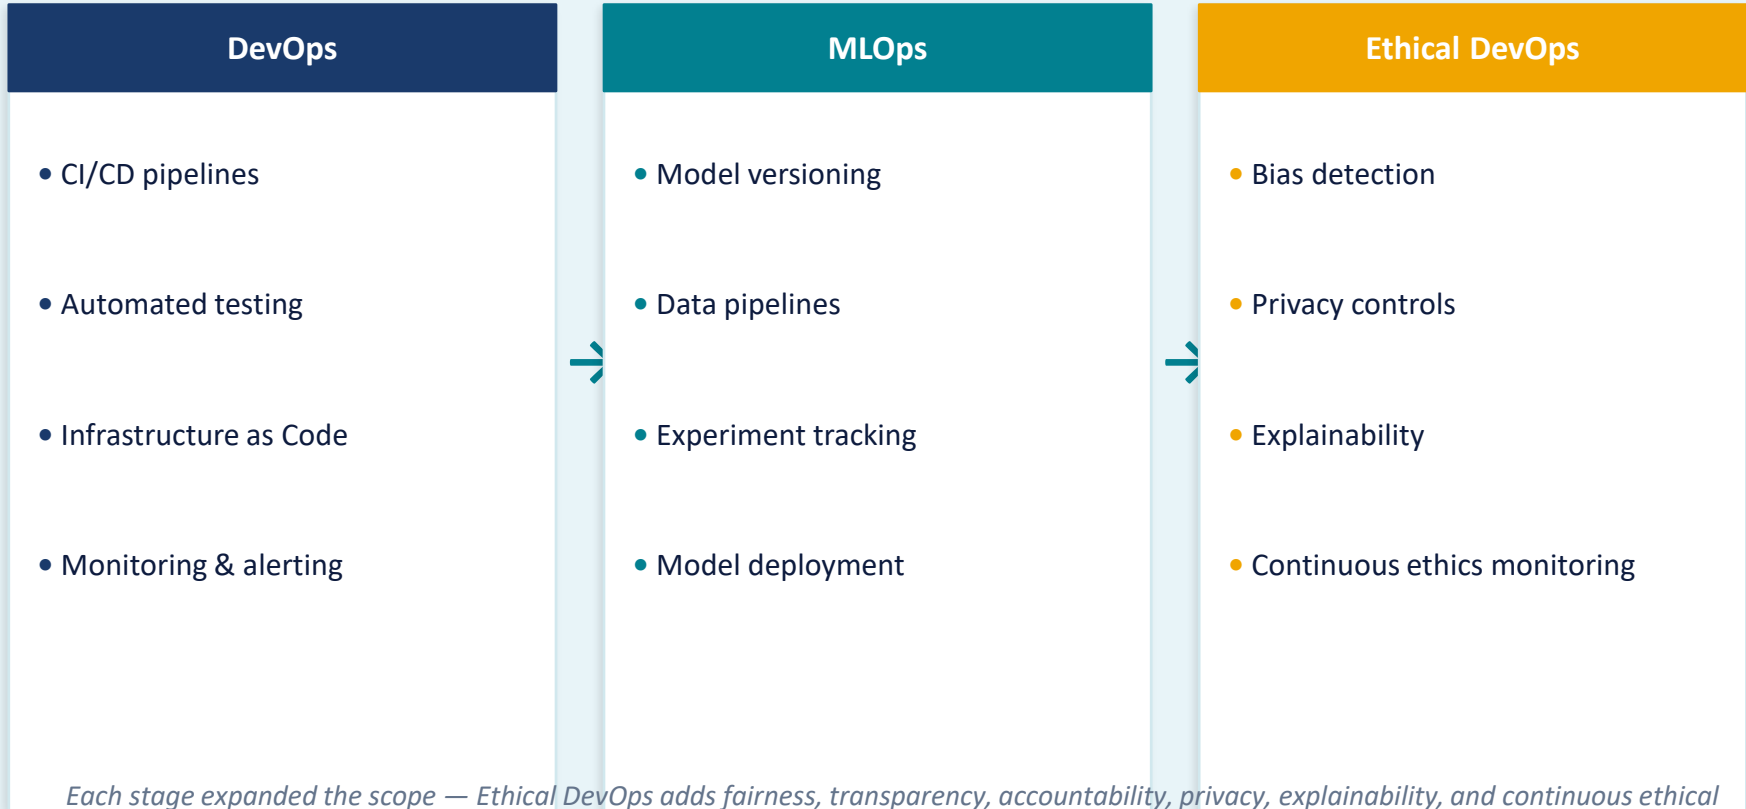 DevOps
• CI/CD pipelines
• Automated testing
• Infrastructure as Code
• Monitoring & alerting
MLOps
• Model versioning
• Data pipelines
• Experiment tracking
• Model deployment
Ethical DevOps
• Bias detection
• Privacy controls
• Explainability
• Continuous ethics monitoring
→
→
Each stage expanded the scope — Ethical DevOps adds fairness, transparency, accountability, privacy, explainability, and continuous ethical